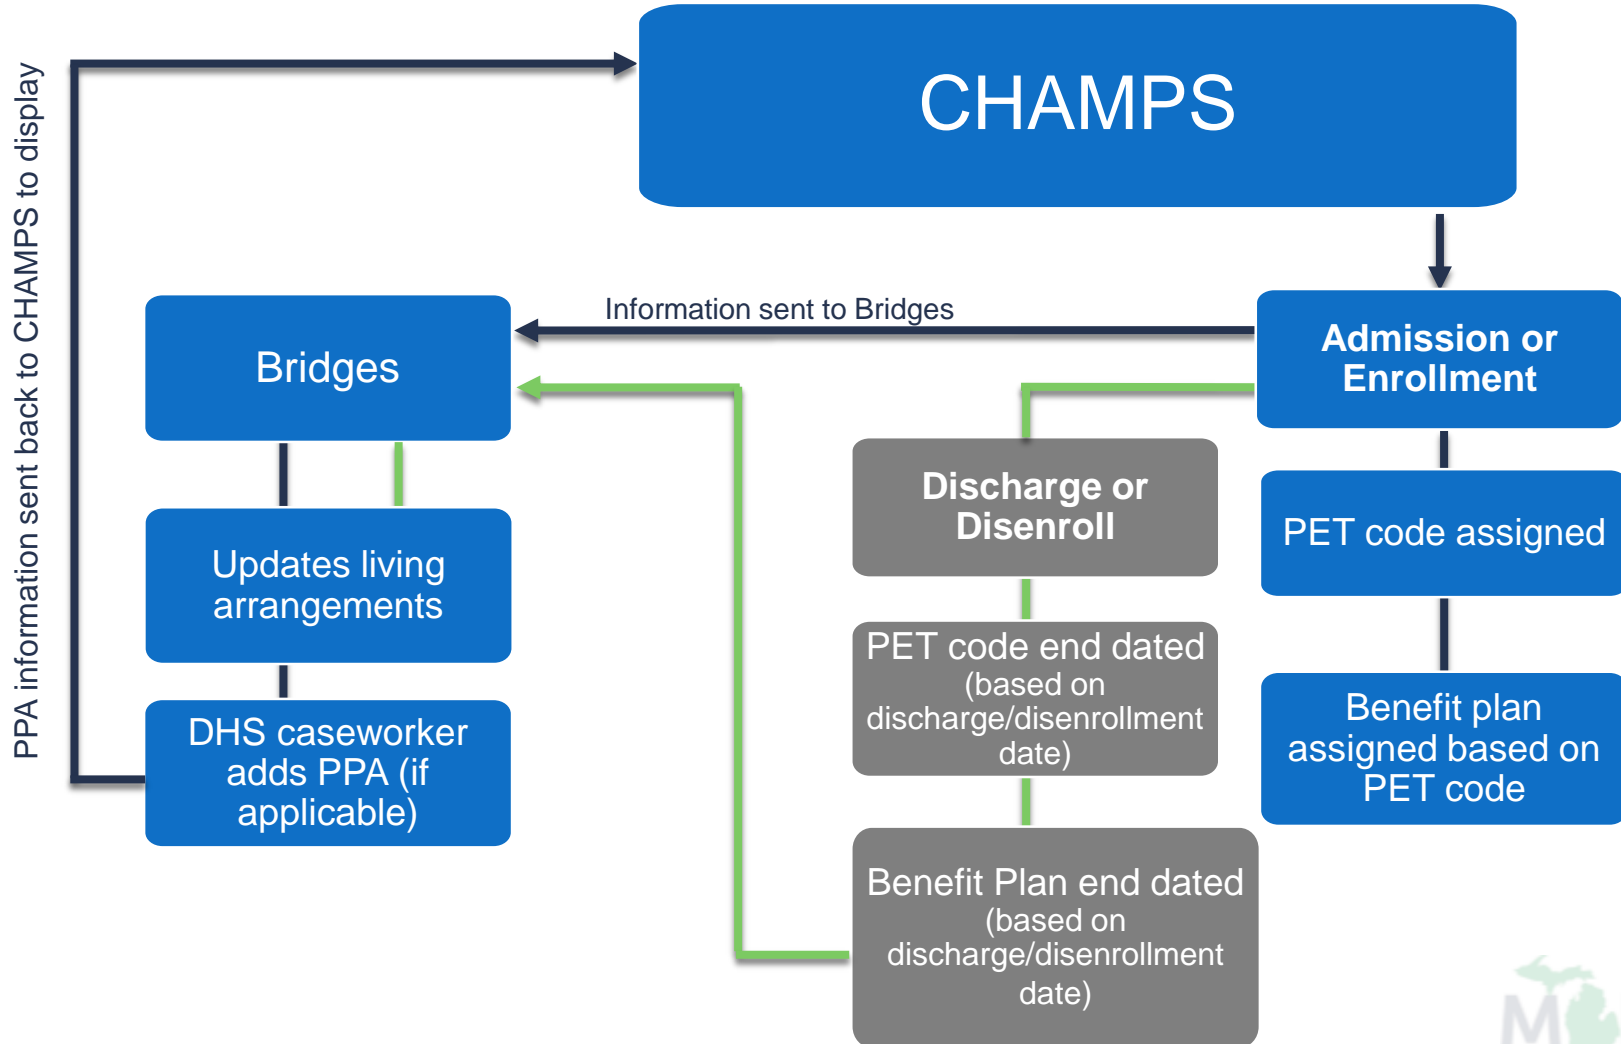 CHAMPS
PPA information sent back to CHAMPS to display
Information sent to Bridges
Bridges
Admission or
Enrollment
Discharge or
Disenroll
PET code assigned
Updates living
arrangements
PET code end dated
(based on
discharge/disenrollment
date)
Benefit plan
assigned based on
PET code
DHS caseworker
adds PPA (if
applicable)
Benefit Plan end dated
(based on
discharge/disenrollment
date)
M